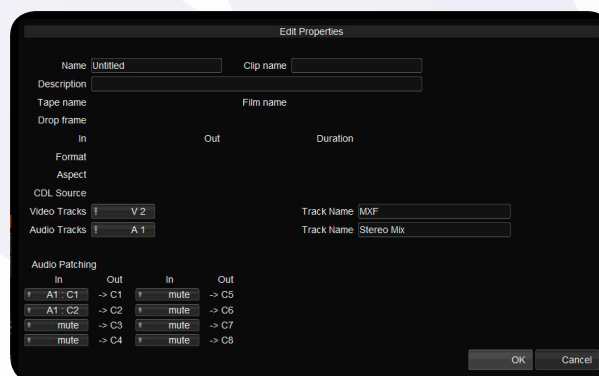 Edit Properties
Name Untitled Clip name
Description
Tape name Film name
Drop frame
In Out Duration
Format
Aspect
CDL Source
Video Tracks V 2 Track Name MXF
Audio Tracks A 1 Track Name Stereo Mix
Audio Patching
In Out In Out
A1 : C1 -> C1 mute -> C5
A1 : C2 -> C2 mute -> C6
mute -> C3 mute -> C7
mute -> C4 mute -> C8
OK Cancel